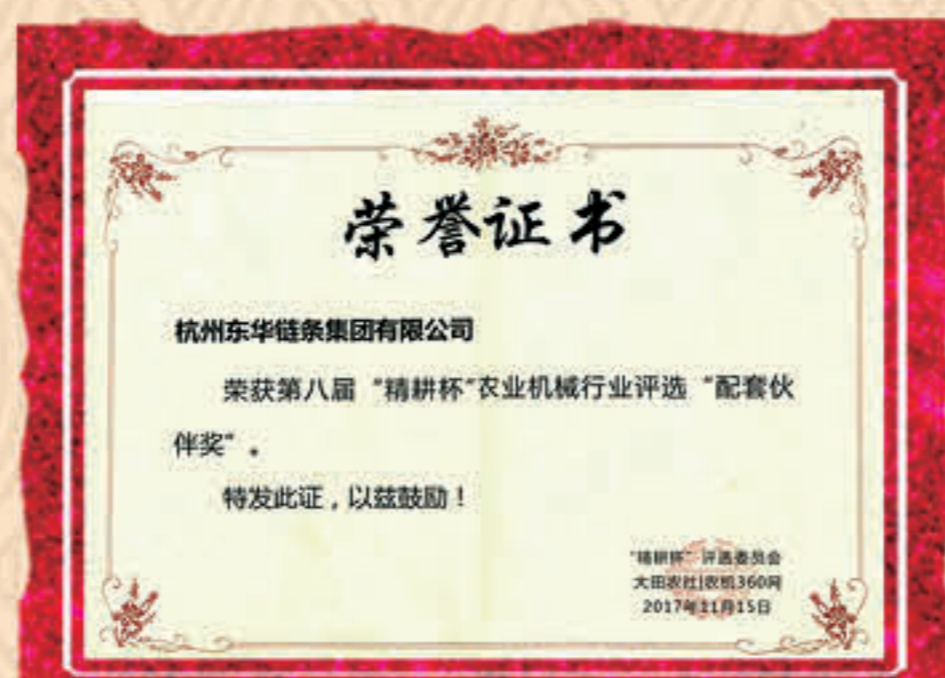 荣誉证书
杭州东华链条集团有限公司
荣获第八届“精耕杯”农业机械行业评选“配套伙
伴奖”。
特发此证，以兹鼓励！
“精耕杯”评选委员会
大田农社|农机360网
2017年11月15日